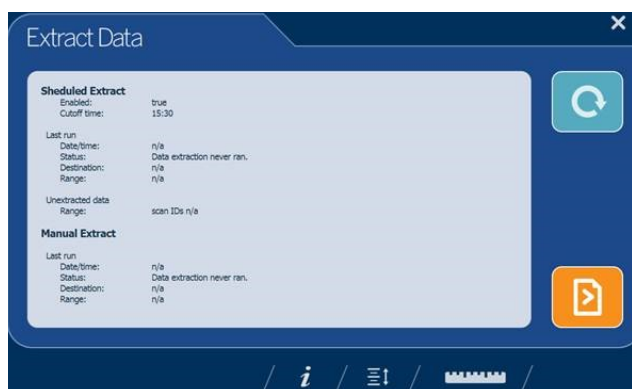 Extract Data
Sheduled Extract
Enabled: true
Cutoff time: 15:30
Last run
Date/time: n/a
Status: Data extraction never ran.
Destination: n/a
Range: n/a
Unextracted data
Range: scan IDs n/a
Manual Extract
Last run
Date/time: n/a
Status: Data extraction never ran.
Destination: n/a
Range: n/a